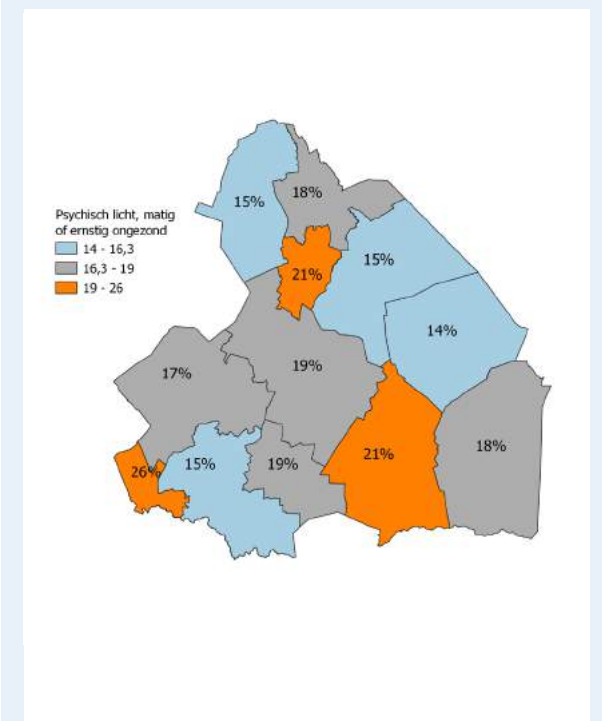 18%
15%
15%
Psychisch licht, matig
of ernstig ongezond
14 - 16,3
16,3 - 19
19 - 26
21%
14%
19%
17%
18%
21%
26%
15%
19%